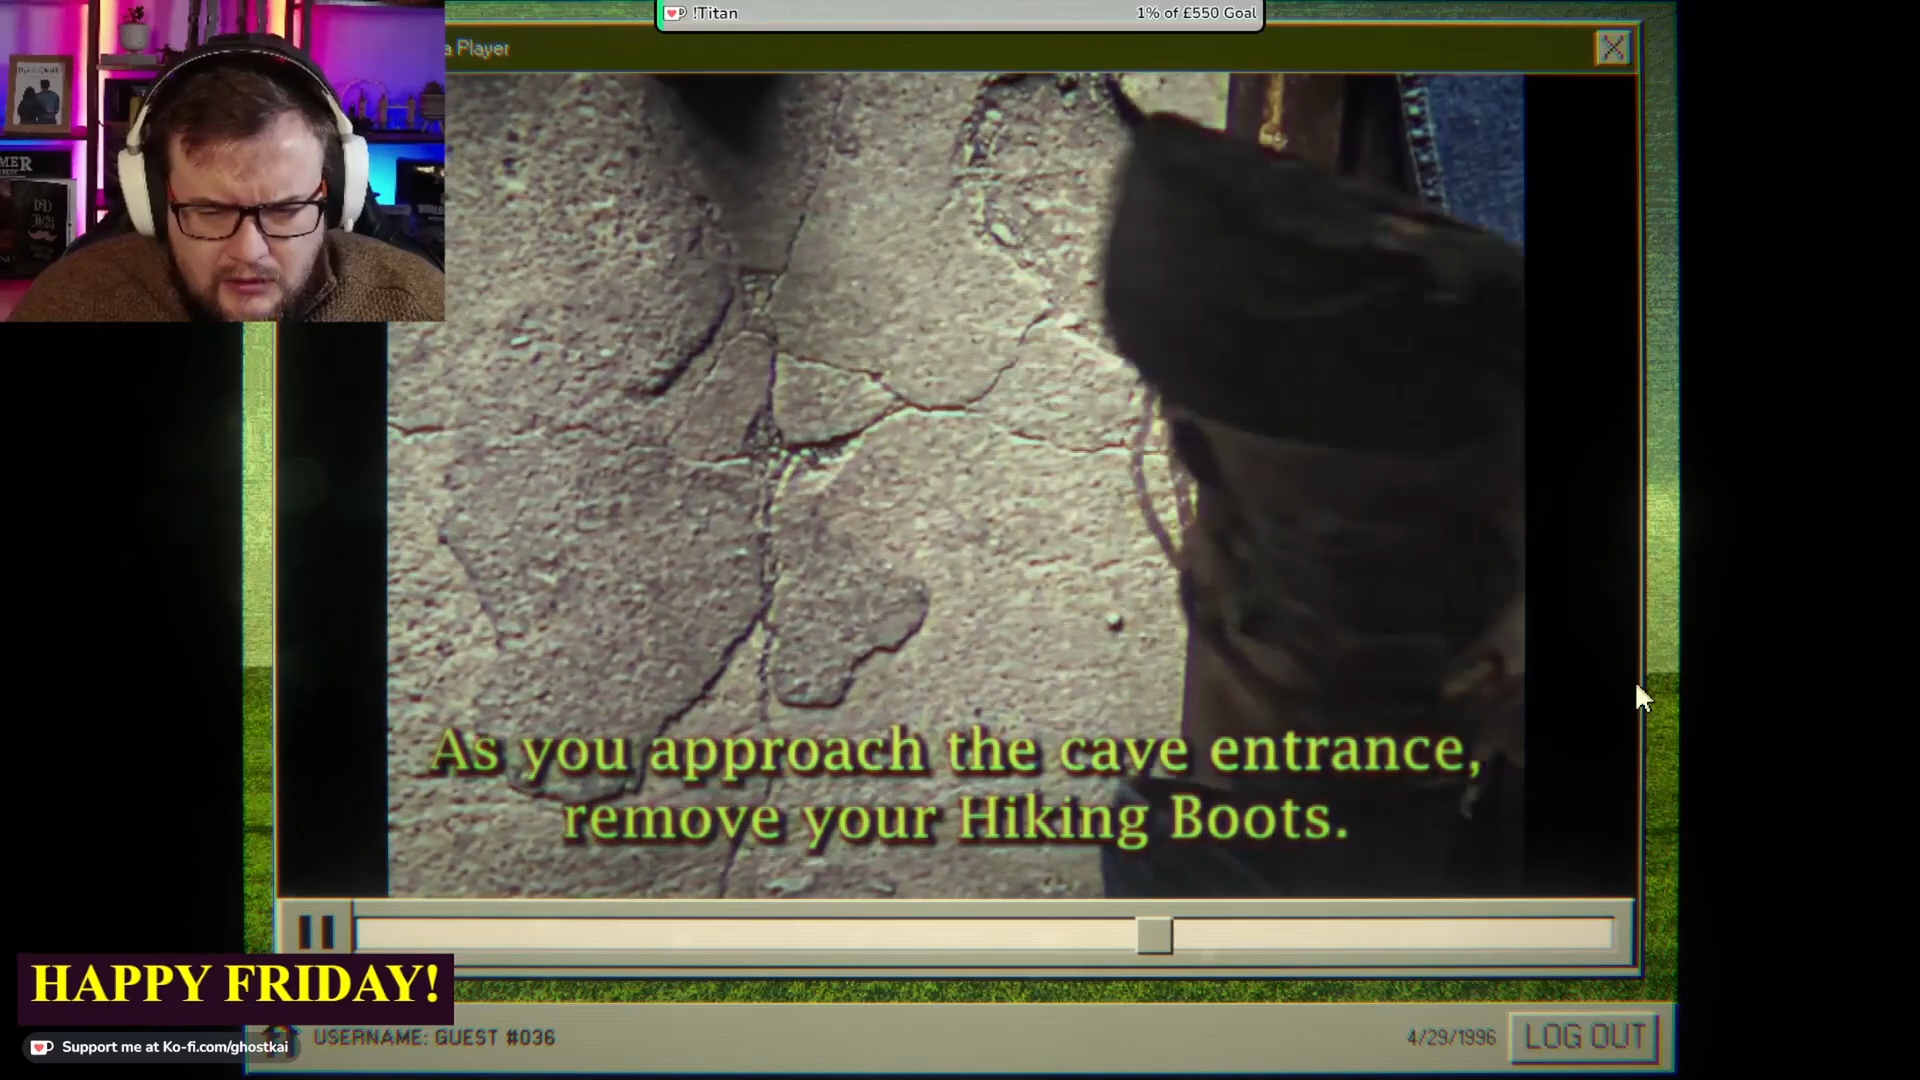 !Titan
1% of £550 Goal
a Player
As you approach the cave entrance,
remove your Hiking Boots.
HAPPY FRIDAY!
Support me at Ko-fi.com/ghostkai
USERNAME: GUEST #036
4/29/1996
LOG OUT